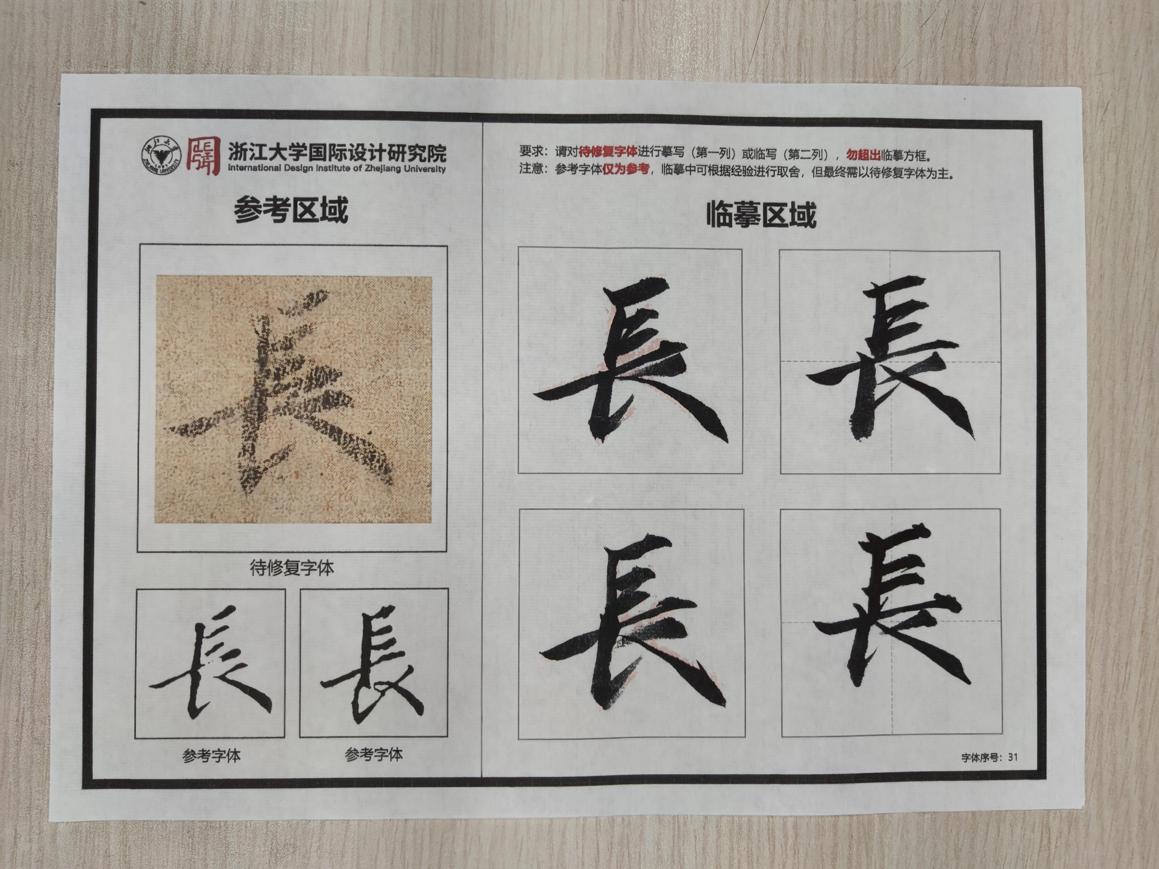 浙江大学国际设计研究院
International Design Institute of Zhejiang University
参考区域
長
待修复字体
長
長
参考字体
参考字体
要求：请对待修复字体进行摹写（第一列）或临写（第二列），勿超出临摹方框。
注意：参考字体仅为参考，临摹中可根据经验进行取舍，但最终需以待修复字体为主。
临摹区域
長
長
長
長
字体序号：31